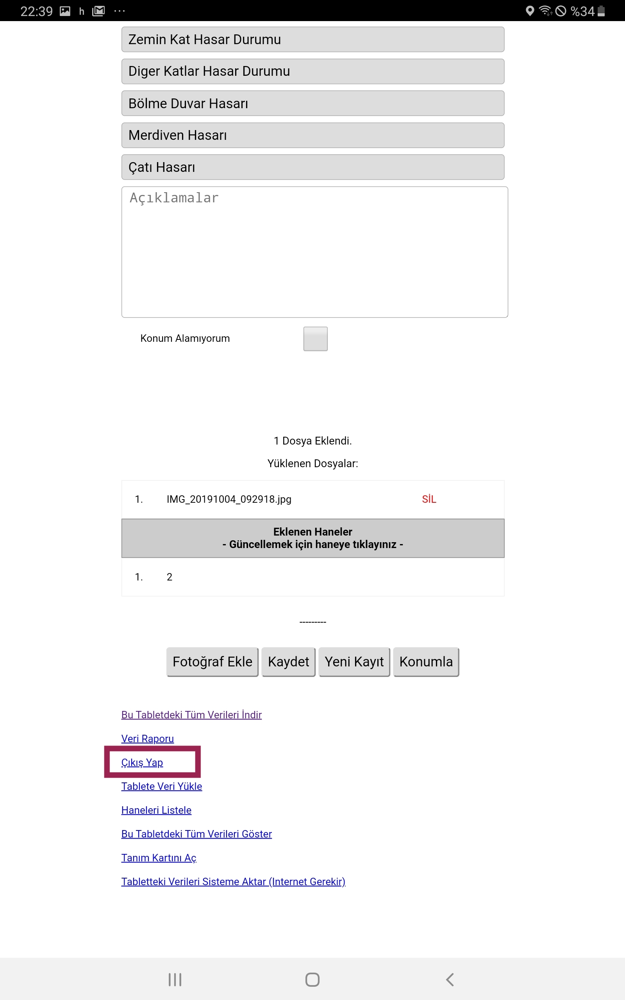 22:39 h ... %34
Zemin Kat Hasar Durumu
Diger Katlar Hasar Durumu
Bölme Duvar Hasarı
Merdiven Hasarı
Çatı Hasarı
Açıklamalar
Konum Alamıyorum
1 Dosya Eklendi.
Yüklenen Dosyalar:
1. IMG_20191004_092918.jpg SİL
Eklenen Haneler
- Güncellemek için haneye tıklayınız -
1. 2
---------
Fotoğraf Ekle Kaydet Yeni Kayıt Konumla
Bu Tabletdeki Tüm Verileri İndir
Veri Raporu
Çıkış Yap
Tablete Veri Yükle
Haneleri Listele
Bu Tabletdeki Tüm Verileri Göster
Tanım Kartını Aç
Tabletteki Verileri Sisteme Aktar (Internet Gerekir)